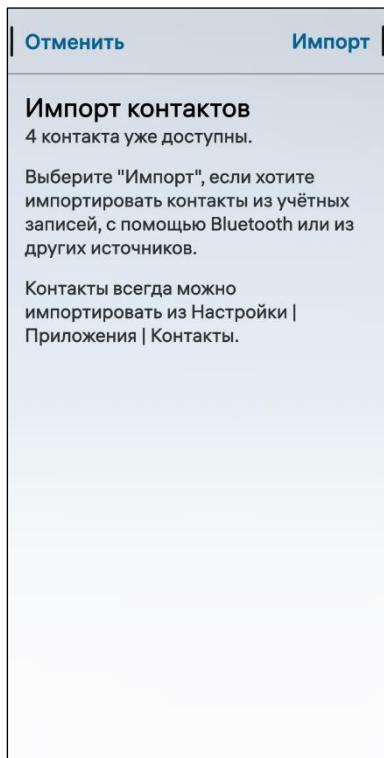 Отменить Импорт
Импорт контактов
4 контакта уже доступны.
Выберите "Импорт", если хотите
импортировать контакты из учётных
записей, с помощью Bluetooth или из
других источников.
Контакты всегда можно
импортировать из Настройки |
Приложения | Контакты.